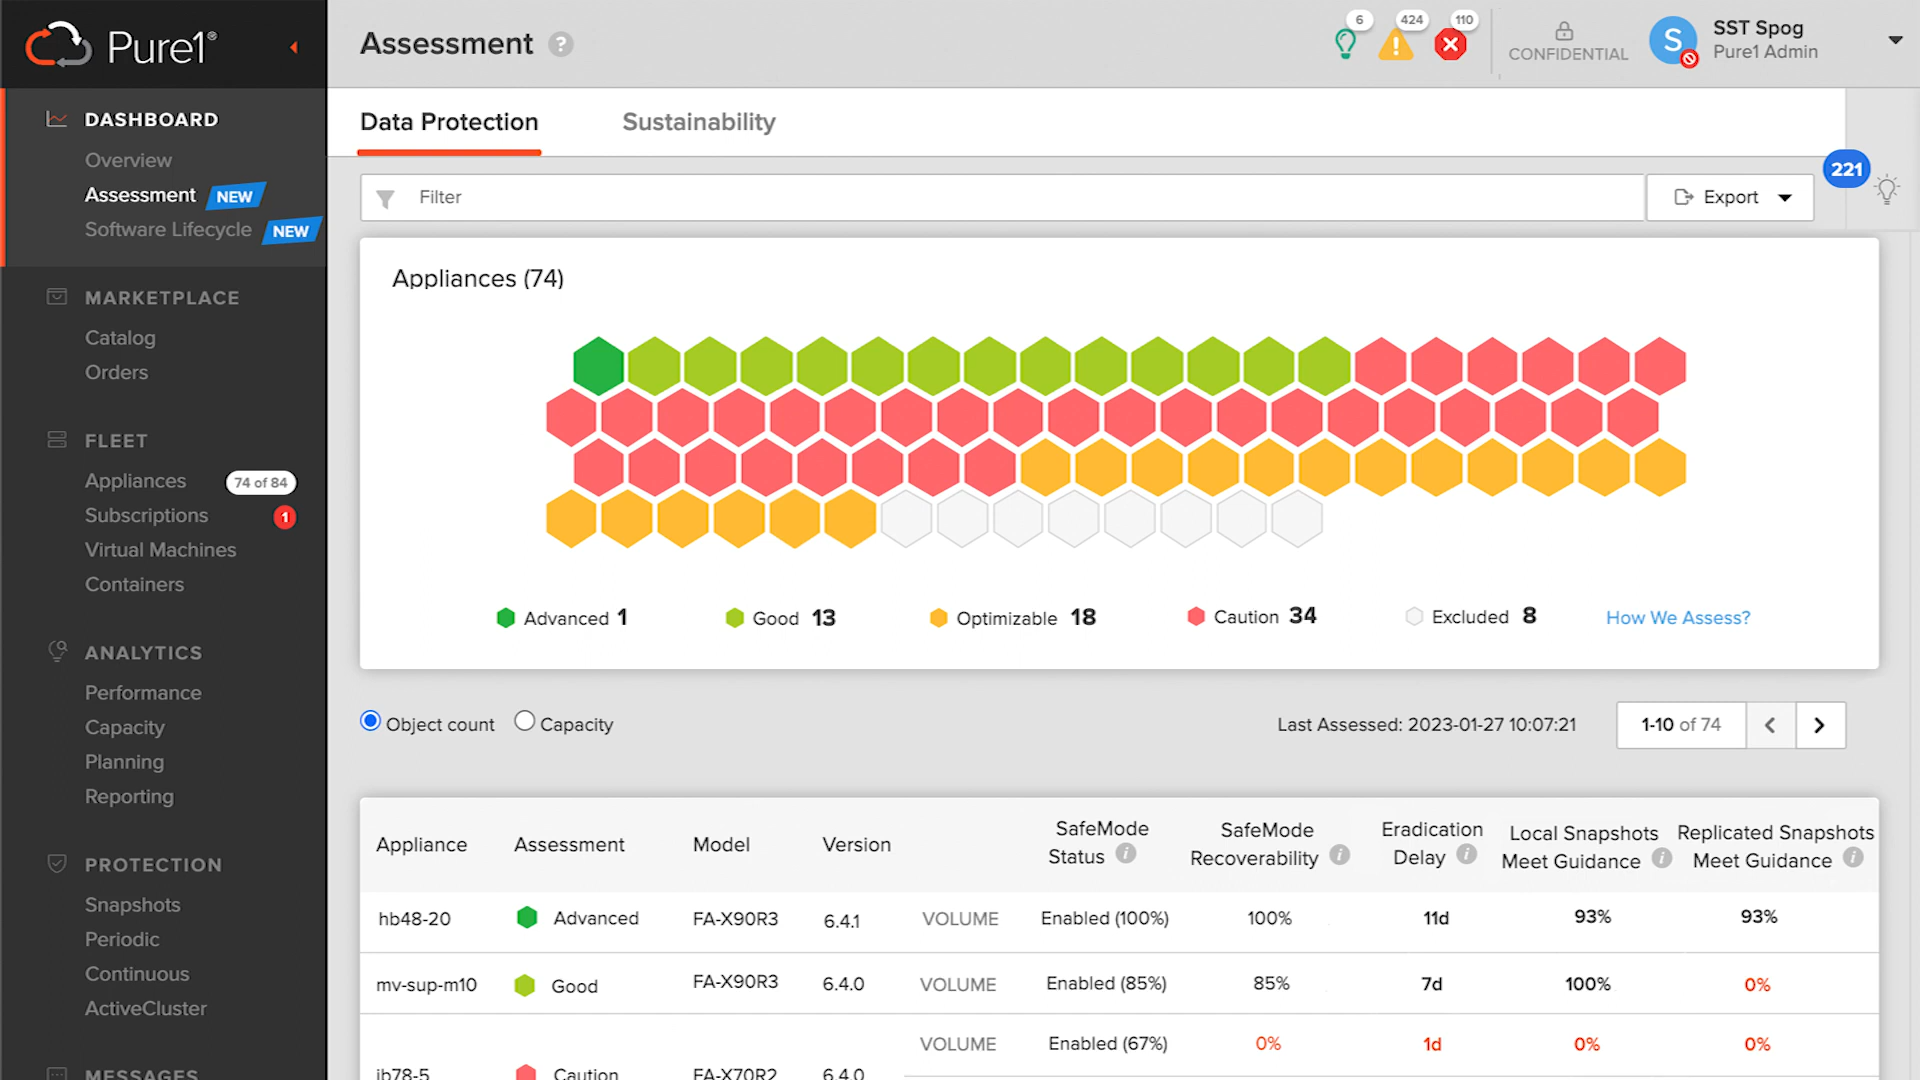 Pure1®
Assessment ?
6
424
110
CONFIDENTIAL
S
SST Spog
Pure1 Admin
DASHBOARD
Overview
Assessment NEW
Software Lifecycle NEW
MARKETPLACE
Catalog
Orders
FLEET
Appliances 74 of 84
Subscriptions 1
Virtual Machines
Containers
ANALYTICS
Performance
Capacity
Planning
Reporting
PROTECTION
Snapshots
Periodic
Continuous
ActiveCluster
MESSAGES
Data Protection Sustainability
221
Filter
Export
Appliances (74)
Advanced 1 Good 13 Optimizable 18 Caution 34 Excluded 8 How We Assess?
Object count Capacity Last Assessed: 2023-01-27 10:07:21 1-10 of 74
Appliance Assessment Model Version SafeMode Status SafeMode Recoverability Eradication Delay Local Snapshots Meet Guidance Replicated Snapshots Meet Guidance
hb48-20 Advanced FA-X90R3 6.4.1 VOLUME Enabled (100%) 100% 11d 93% 93%
mv-sup-m10 Good FA-X90R3 6.4.0 VOLUME Enabled (85%) 85% 7d 100% 0%
VOLUME Enabled (67%) 0% 1d 0% 0%
ib78-5 Caution FA-X70R2 6.4.0